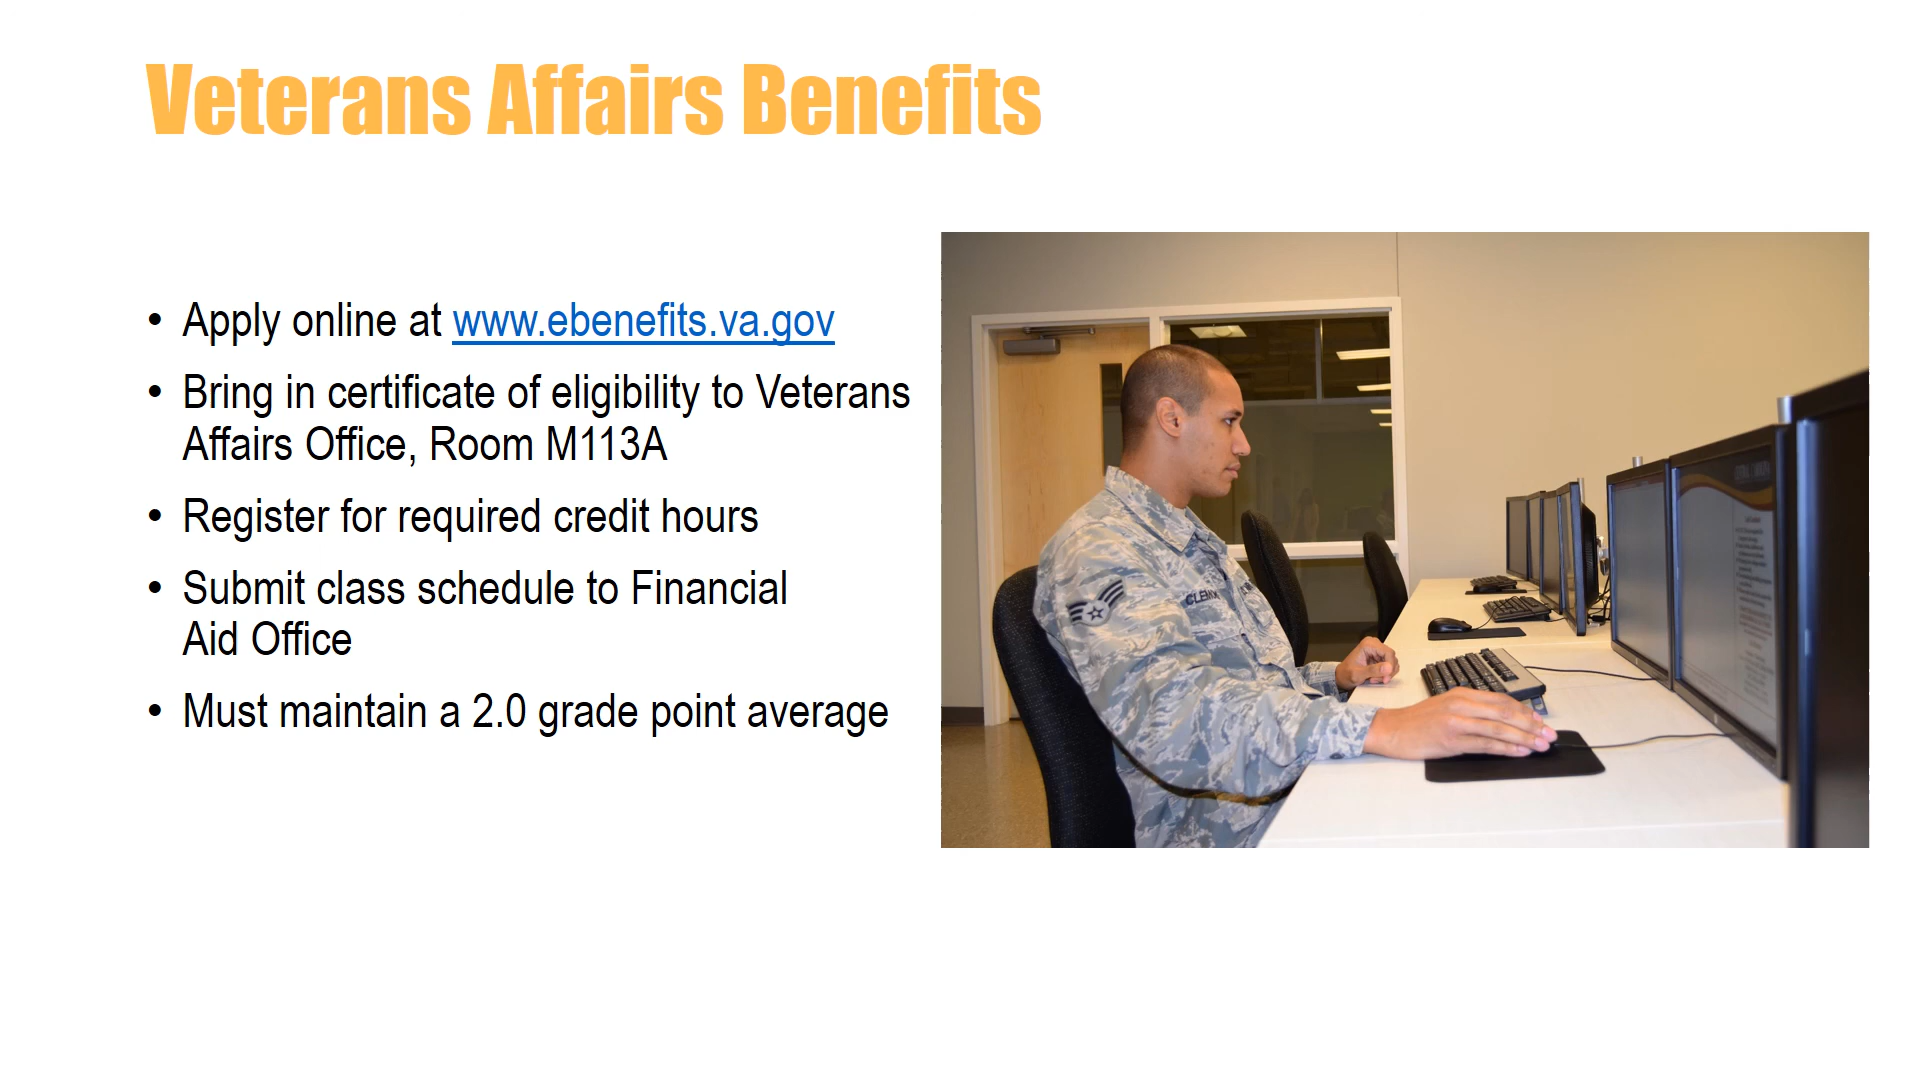 Veterans Affairs Benefits
• Apply online at www.ebenefits.va.gov
• Bring in certificate of eligibility to Veterans
Affairs Office, Room M113A
• Register for required credit hours
• Submit class schedule to Financial
Aid Office
• Must maintain a 2.0 grade point average